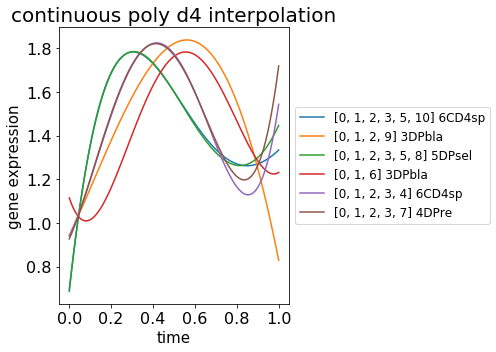 continuous poly d4 interpolation
gene expression
1.8
1.6
1.4
1.2
1.0
0.8
0.0 0.2 0.4 0.6 0.8 1.0
time
[0, 1, 2, 3, 5, 10] 6CD4sp
[0, 1, 2, 9] 3DPbla
[0, 1, 2, 3, 5, 8] 5DPsel
[0, 1, 6] 3DPbla
[0, 1, 2, 3, 4] 6CD4sp
[0, 1, 2, 3, 7] 4DPre